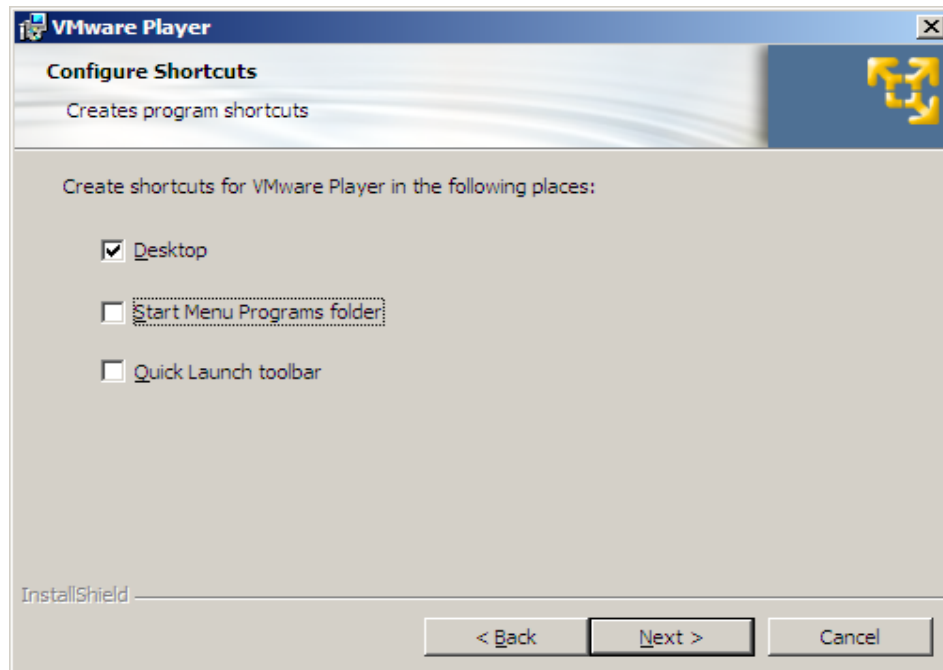 VMware Player
Configure Shortcuts
Creates program shortcuts
Create shortcuts for VMware Player in the following places:
Desktop
Start Menu Programs folder
Quick Launch toolbar
InstallShield
< Back Next > Cancel